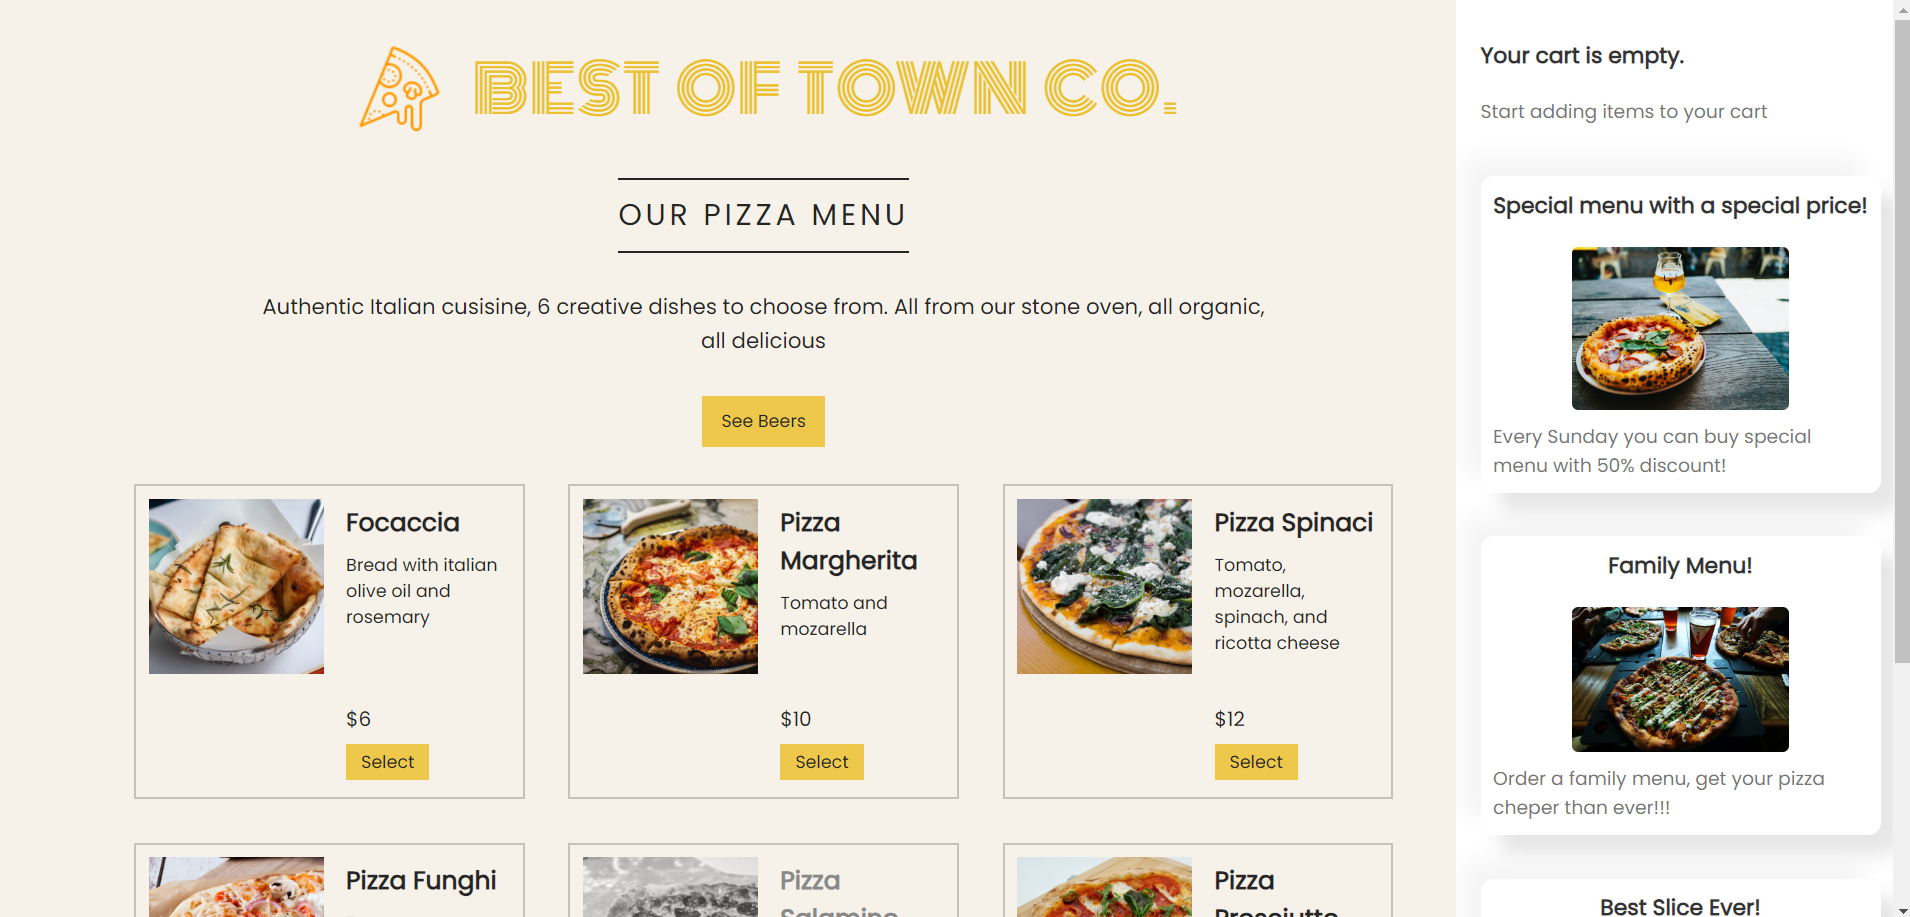 BEST OF TOWN CO.
OUR PIZZA MENU
Authentic Italian cusisine, 6 creative dishes to choose from. All from our stone oven, all organic,
all delicious
See Beers
Focaccia
Bread with italian
olive oil and
rosemary
$6
Select
Pizza
Margherita
Tomato and
mozarella
$10
Select
Pizza Spinaci
Tomato,
mozarella,
spinach, and
ricotta cheese
$12
Select
Pizza Funghi
Pizza
Salamino
Pizza
Prosciutto
Your cart is empty.
Start adding items to your cart
Special menu with a special price!
Every Sunday you can buy special
menu with 50% discount!
Family Menu!
Order a family menu, get your pizza
cheper than ever!!!
Best Slice Ever!